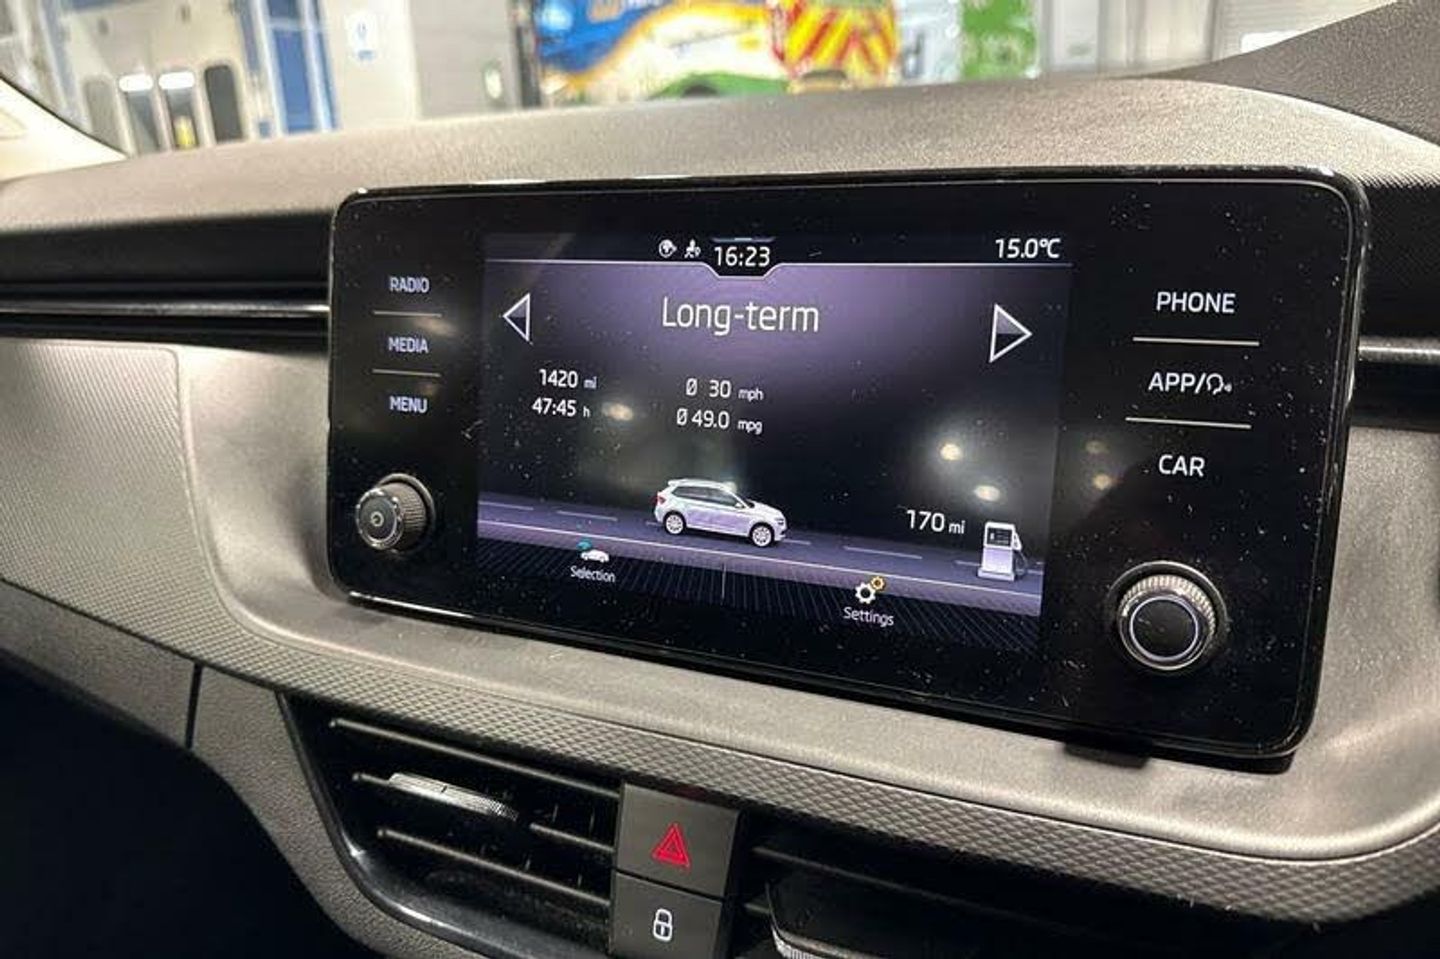 16:23
15.0°C
RADIO
MEDIA
MENU
Long-term
1420 mi
47:45 h
Ø 30 mph
Ø 49.0 mpg
170 mi
Selection
Settings
PHONE
APP/
CAR